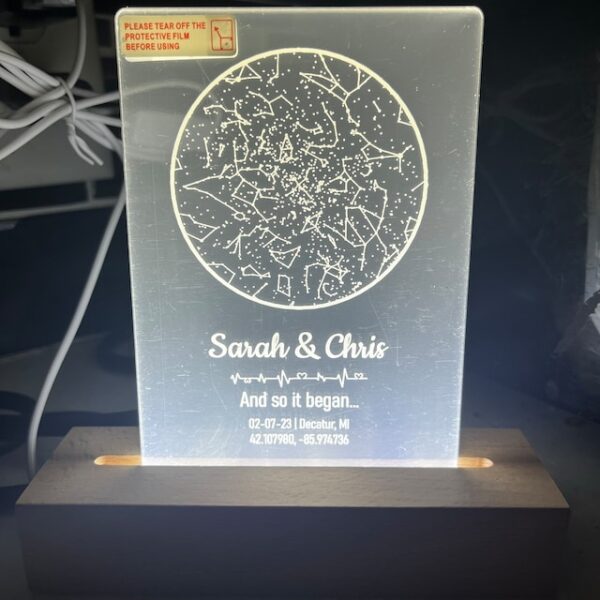 PLEASE TEAR OFF THE
PROTECTIVE FILM
BEFORE USING
Sarah & Chris
And so it began...
02-07-23 | Decatur, MI
42.107980, -85.974736